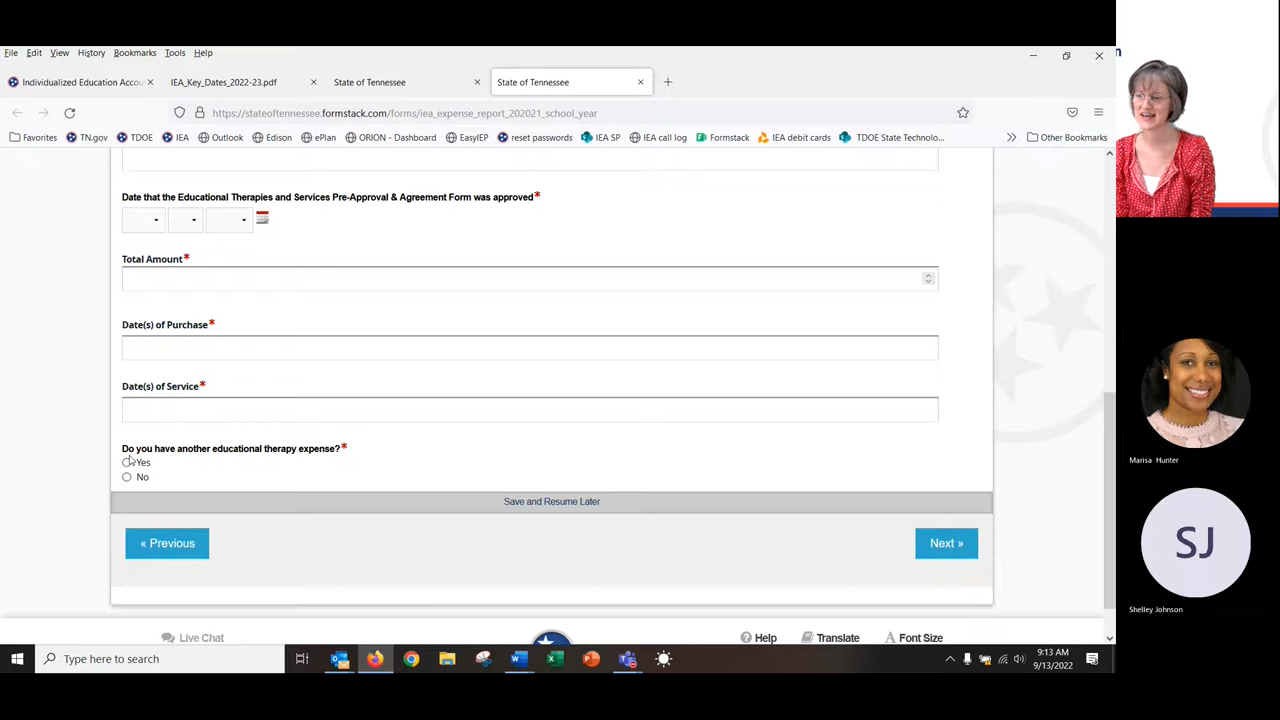 File Edit View History Bookmarks Tools Help
Individualized Education Accou IEA_Key_Dates_2022-23.pdf State of Tennessee State of Tennessee
https://stateoftennessee.formstack.com/forms/iea_expense_report_202021_school_year
Favorites TN.gov TDOE IEA Outlook Edison ePlan ORION - Dashboard EasyIEP reset passwords IEA SP IEA call log Formstack IEA debit cards TDOE State Technolo... Other Bookmarks
Date that the Educational Therapies and Services Pre-Approval & Agreement Form was approved*
Total Amount*
Date(s) of Purchase*
Date(s) of Service*
Do you have another educational therapy expense?*
Yes
No
Save and Resume Later
« Previous Next »
Live Chat Help Translate A Font Size
Type here to search
9:13 AM
9/13/2022
Marisa Hunter
SJ
Shelley Johnson